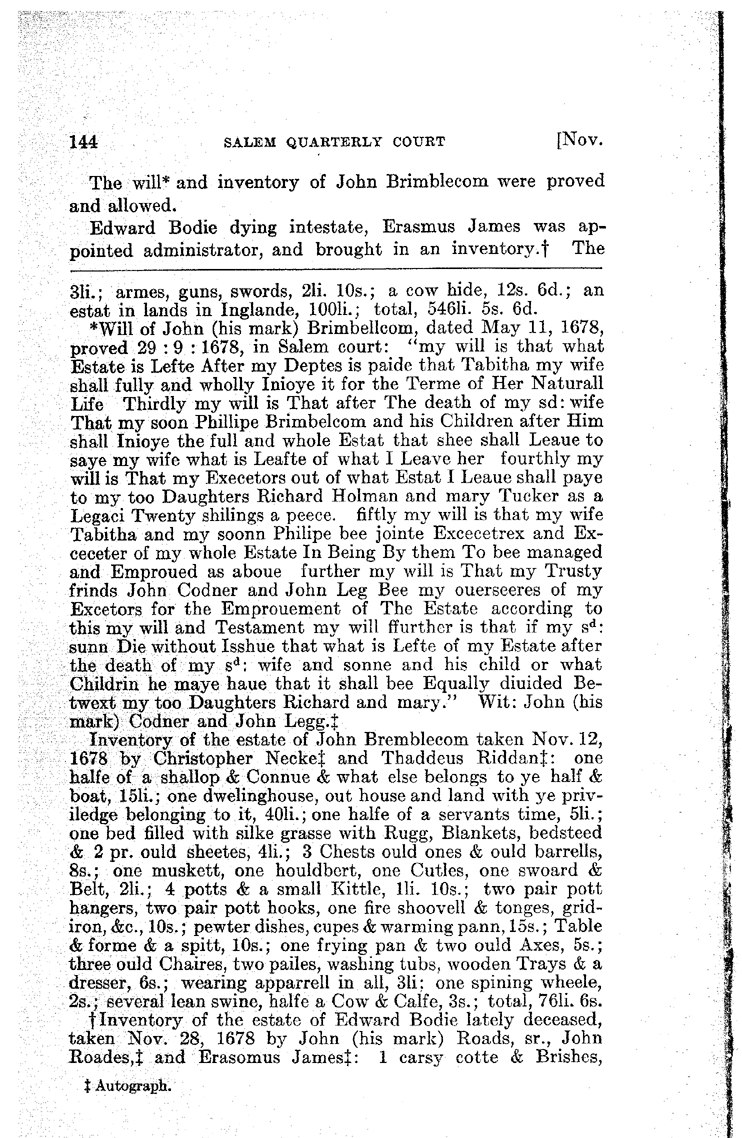 144 SALEM QUARTERLY COURT [Nov.
The will* and inventory of John Brimblecom were proved
and allowed.
Edward Bodie dying intestate, Erasmus James was ap-
pointed administrator, and brought in an inventory.† The
3li.; armes, guns, swords, 2li. 10s.; a cow hide, 12s. 6d.; an
estat in lands in Inglande, 100li.; total, 546li. 5s. 6d.
*Will of John (his mark) Brimbellcom, dated May 11, 1678,
proved 29 : 9 : 1678, in Salem court: "my will is that what
Estate is Lefte After my Deptes is paide that Tabitha my wife
shall fully and wholly Inioye it for the Terme of Her Naturall
Life Thirdly my will is That after The death of my sd: wife
That my soon Phillipe Brimbelcom and his Children after Him
shall Inioye the full and whole Estat that shee shall Leaue to
saye my wife what is Leafte of what I Leave her fourthly my
will is That my Execetors out of what Estat I Leaue shall paye
to my too Daughters Richard Holman and mary Tucker as a
Legaci Twenty shilings a peece. fiftly my will is that my wife
Tabitha and my soonn Philipe bee jointe Excecetrex and Ex-
ceceter of my whole Estate In Being By them To bee managed
and Emproued as aboue further my will is That my Trusty
frinds John Codner and John Leg Bee my ouerseeres of my
Excetors for the Emprouement of The Estate according to
this my will and Testament my will ffurther is that if my sᵈ:
sunn Die without Isshue that what is Lefte of my Estate after
the death of my sᵈ: wife and sonne and his child or what
Childrin he maye haue that it shall bee Equally diuided Be-
twext my too Daughters Richard and mary." Wit: John (his
mark) Codner and John Legg.‡
Inventory of the estate of John Bremblecom taken Nov. 12,
1678 by Christopher Necke‡ and Thaddeus Riddan‡: one
halfe of a shallop & Connue & what else belongs to ye half &
boat, 15li.; one dwelinghouse, out house and land with ye priv-
iledge belonging to it, 40li.; one halfe of a servants time, 5li.;
one bed filled with silke grasse with Rugg, Blankets, bedsteed
& 2 pr. ould sheetes, 4li.; 3 Chests ould ones & ould barrells,
8s.; one muskett, one houldbert, one Cutles, one swoard &
Belt, 2li.; 4 potts & a small Kittle, 1li. 10s.; two pair pott
hangers, two pair pott hooks, one fire shoovell & tonges, grid-
iron, &c., 10s.; pewter dishes, cupes & warming pann, 15s.; Table
& forme & a spitt, 10s.; one frying pan & two ould Axes, 5s.;
three ould Chaires, two pailes, washing tubs, wooden Trays & a
dresser, 6s.; wearing apparrell in all, 3li; one spining wheele,
2s.; several lean swine, halfe a Cow & Calfe, 3s.; total, 76li. 6s.
†Inventory of the estate of Edward Bodie lately deceased,
taken Nov. 28, 1678 by John (his mark) Roads, sr., John
Roades,‡ and Erasomus James‡: 1 carsy cotte & Brishes,
‡ Autograph.